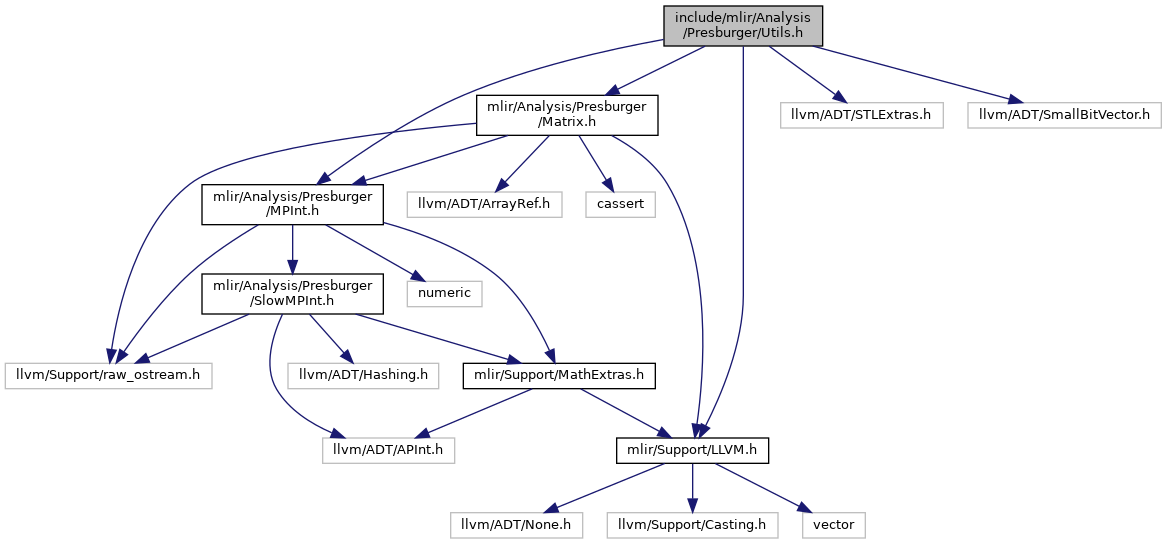 include/mlir/Analysis
/Presburger/Utils.h
mlir/Analysis/Presburger
/Matrix.h
llvm/ADT/STLExtras.h
llvm/ADT/SmallBitVector.h
mlir/Analysis/Presburger
/MPInt.h
llvm/ADT/ArrayRef.h
cassert
mlir/Analysis/Presburger
/SlowMPInt.h
numeric
llvm/Support/raw_ostream.h
llvm/ADT/Hashing.h
mlir/Support/MathExtras.h
llvm/ADT/APInt.h
mlir/Support/LLVM.h
llvm/ADT/None.h
llvm/Support/Casting.h
vector